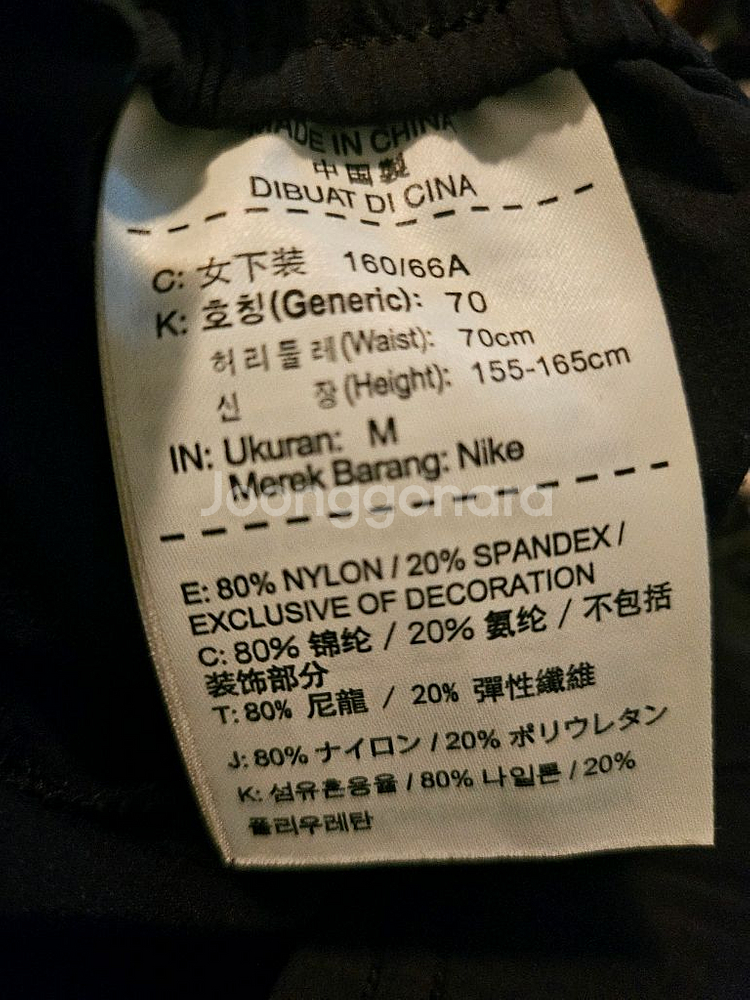 MADE IN CHINA
中国製
DIBUAT DI CINA
C: 女下装 160/66A
K: 호칭(Generic): 70
허리둘레(Waist): 70cm
신 장(Height): 155-165cm
IN: Ukuran: M
Merek Barang: Nike
Joonggonara
E: 80% NYLON / 20% SPANDEX /
EXCLUSIVE OF DECORATION
C: 80% 锦纶 / 20% 氨纶 / 不包括
装饰部分
T: 80% 尼龍 / 20% 彈性纖維
J: 80% ナイロン / 20% ポリウレタン
K: 섬유혼용율 / 80% 나일론 / 20%
폴리우레탄